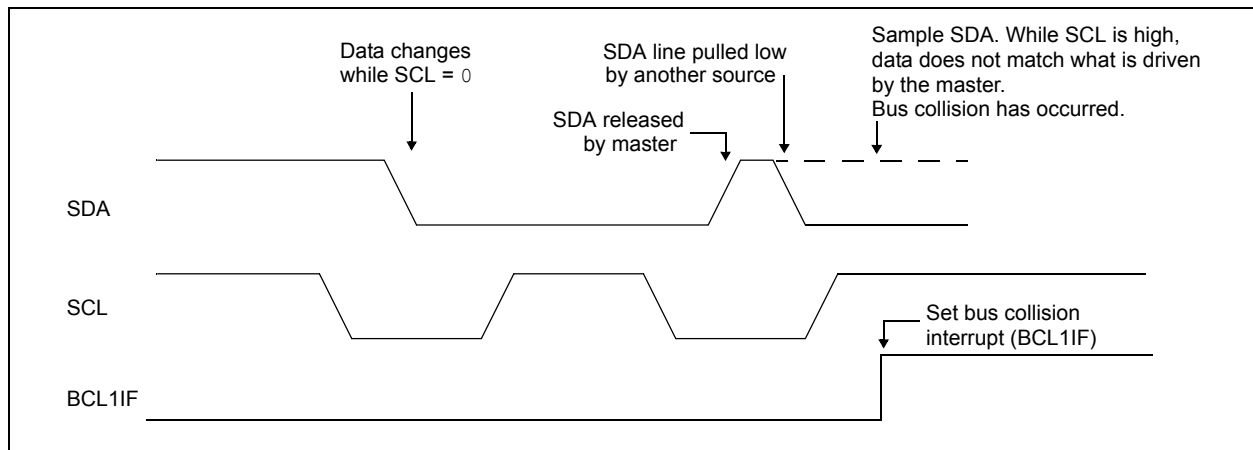 Data changes
while SCL = 0
SDA line pulled low
by another source
Sample SDA. While SCL is high,
data does not match what is driven
by the master.
Bus collision has occurred.
SDA released
by master
SDA
SCL
Set bus collision
interrupt (BCL1IF)
BCL1IF